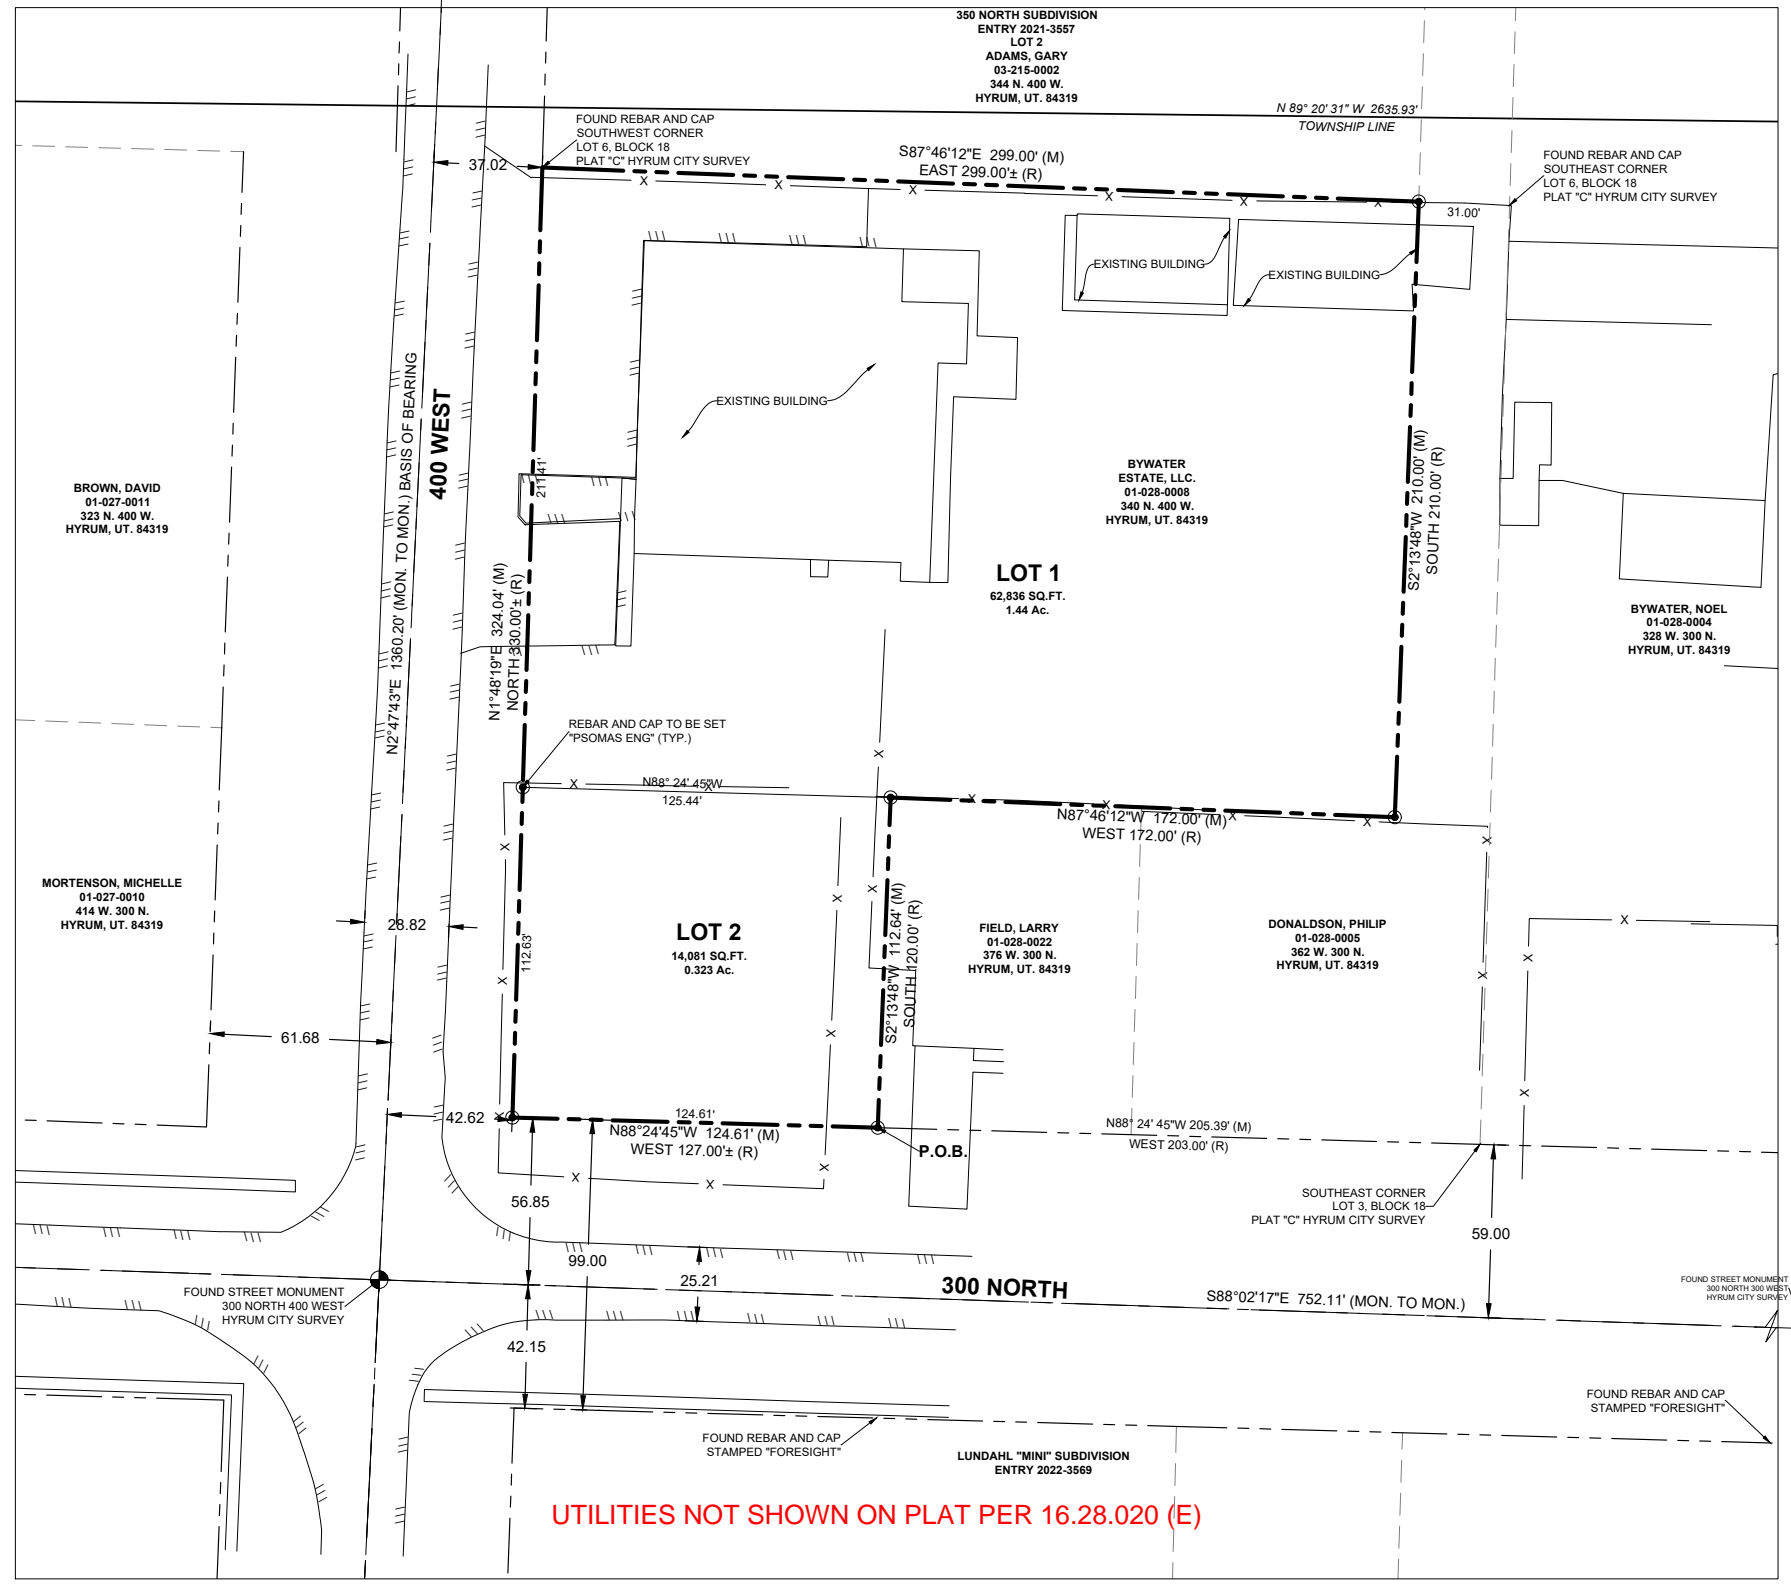 350 NORTH SUBDIVISION
ENTRY 2021-3557
LOT 2
ADAMS, GARY
03-215-0002
344 N. 400 W.
HYRUM, UT. 84319
N 89° 20' 31" W 2635.93'
TOWNSHIP LINE
FOUND REBAR AND CAP
SOUTHWEST CORNER
LOT 6, BLOCK 18
PLAT "C" HYRUM CITY SURVEY
37.02
S87°46'12"E 299.00' (M)
EAST 299.00'± (R)
FOUND REBAR AND CAP
SOUTHEAST CORNER
LOT 6, BLOCK 18
PLAT "C" HYRUM CITY SURVEY
31.00'
EXISTING BUILDING
EXISTING BUILDING
EXISTING BUILDING
400 WEST
N2°47'43"E 1360.20' (MON. TO MON.) BASIS OF BEARING
211.41'
N1°48'19"E 324.04' (M)
NORTH 330.00'± (R)
BROWN, DAVID
01-027-0011
323 N. 400 W.
HYRUM, UT. 84319
BYWATER
ESTATE, LLC.
01-028-0008
340 N. 400 W.
HYRUM, UT. 84319
LOT 1
62,836 SQ.FT.
1.44 Ac.
S2°13'48"W 210.00' (M)
SOUTH 210.00' (R)
BYWATER, NOEL
01-028-0004
328 W. 300 N.
HYRUM, UT. 84319
REBAR AND CAP TO BE SET
"PSOMAS ENG" (TYP.)
N88° 24' 45"W
125.44'
N87°46'12"W 172.00' (M)
WEST 172.00' (R)
MORTENSON, MICHELLE
01-027-0010
414 W. 300 N.
HYRUM, UT. 84319
28.82
112.63'
LOT 2
14,081 SQ.FT.
0.323 Ac.
S2°13'48"W 112.64' (M)
SOUTH 120.00' (R)
FIELD, LARRY
01-028-0022
376 W. 300 N.
HYRUM, UT. 84319
DONALDSON, PHILIP
01-028-0005
362 W. 300 N.
HYRUM, UT. 84319
61.68
42.62
124.61'
N88°24'45"W 124.61' (M)
WEST 127.00'± (R)
P.O.B.
N88° 24' 45"W 205.39' (M)
WEST 203.00' (R)
SOUTHEAST CORNER
LOT 3, BLOCK 18
PLAT "C" HYRUM CITY SURVEY
56.85
99.00
25.21
59.00
300 NORTH
S88°02'17"E 752.11' (MON. TO MON.)
FOUND STREET MONUMENT
300 NORTH 400 WEST
HYRUM CITY SURVEY
FOUND STREET MONUMENT
300 NORTH 300 WEST
HYRUM CITY SURVEY
42.15
FOUND REBAR AND CAP
STAMPED "FORESIGHT"
FOUND REBAR AND CAP
STAMPED "FORESIGHT"
LUNDAHL "MINI" SUBDIVISION
ENTRY 2022-3569
UTILITIES NOT SHOWN ON PLAT PER 16.28.020 (E)